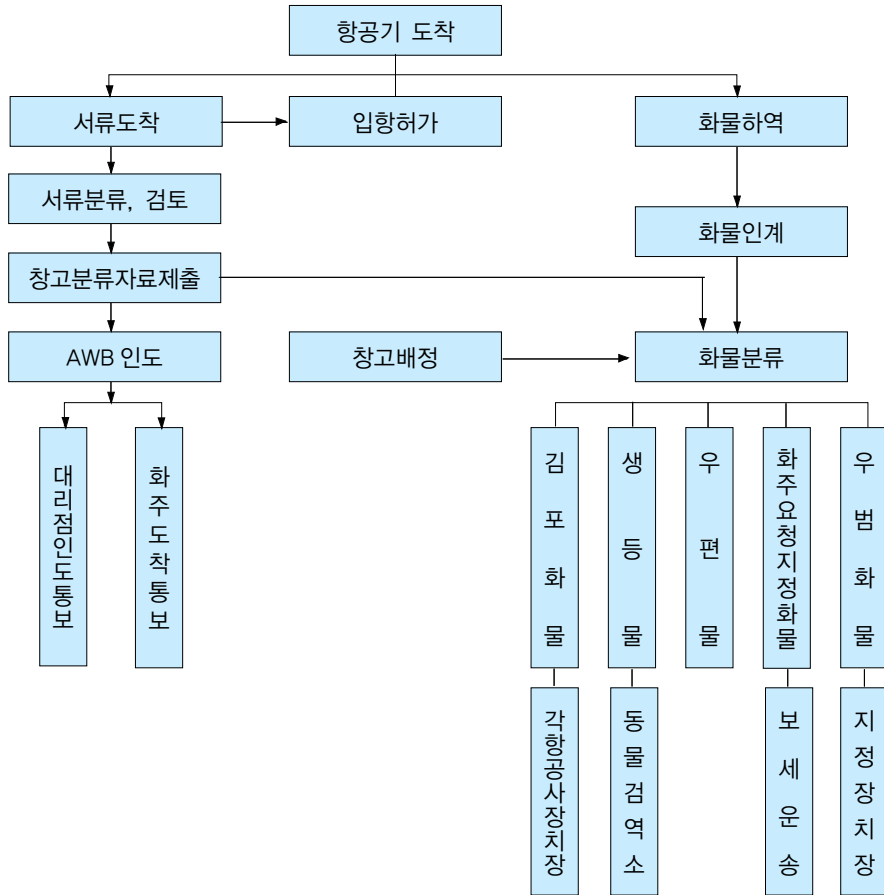 항공기 도착
서류도착
입항허가
화물하역
서류분류, 검토
화물인계
창고분류자료제출
AWB 인도
창고배정
화물분류
대리점인도통보
화주도착통보
김포화물
생등물
우편물
화주요청지정화물
우범화물
각항공사장치장
동물검역소
보세운송
지정장치장